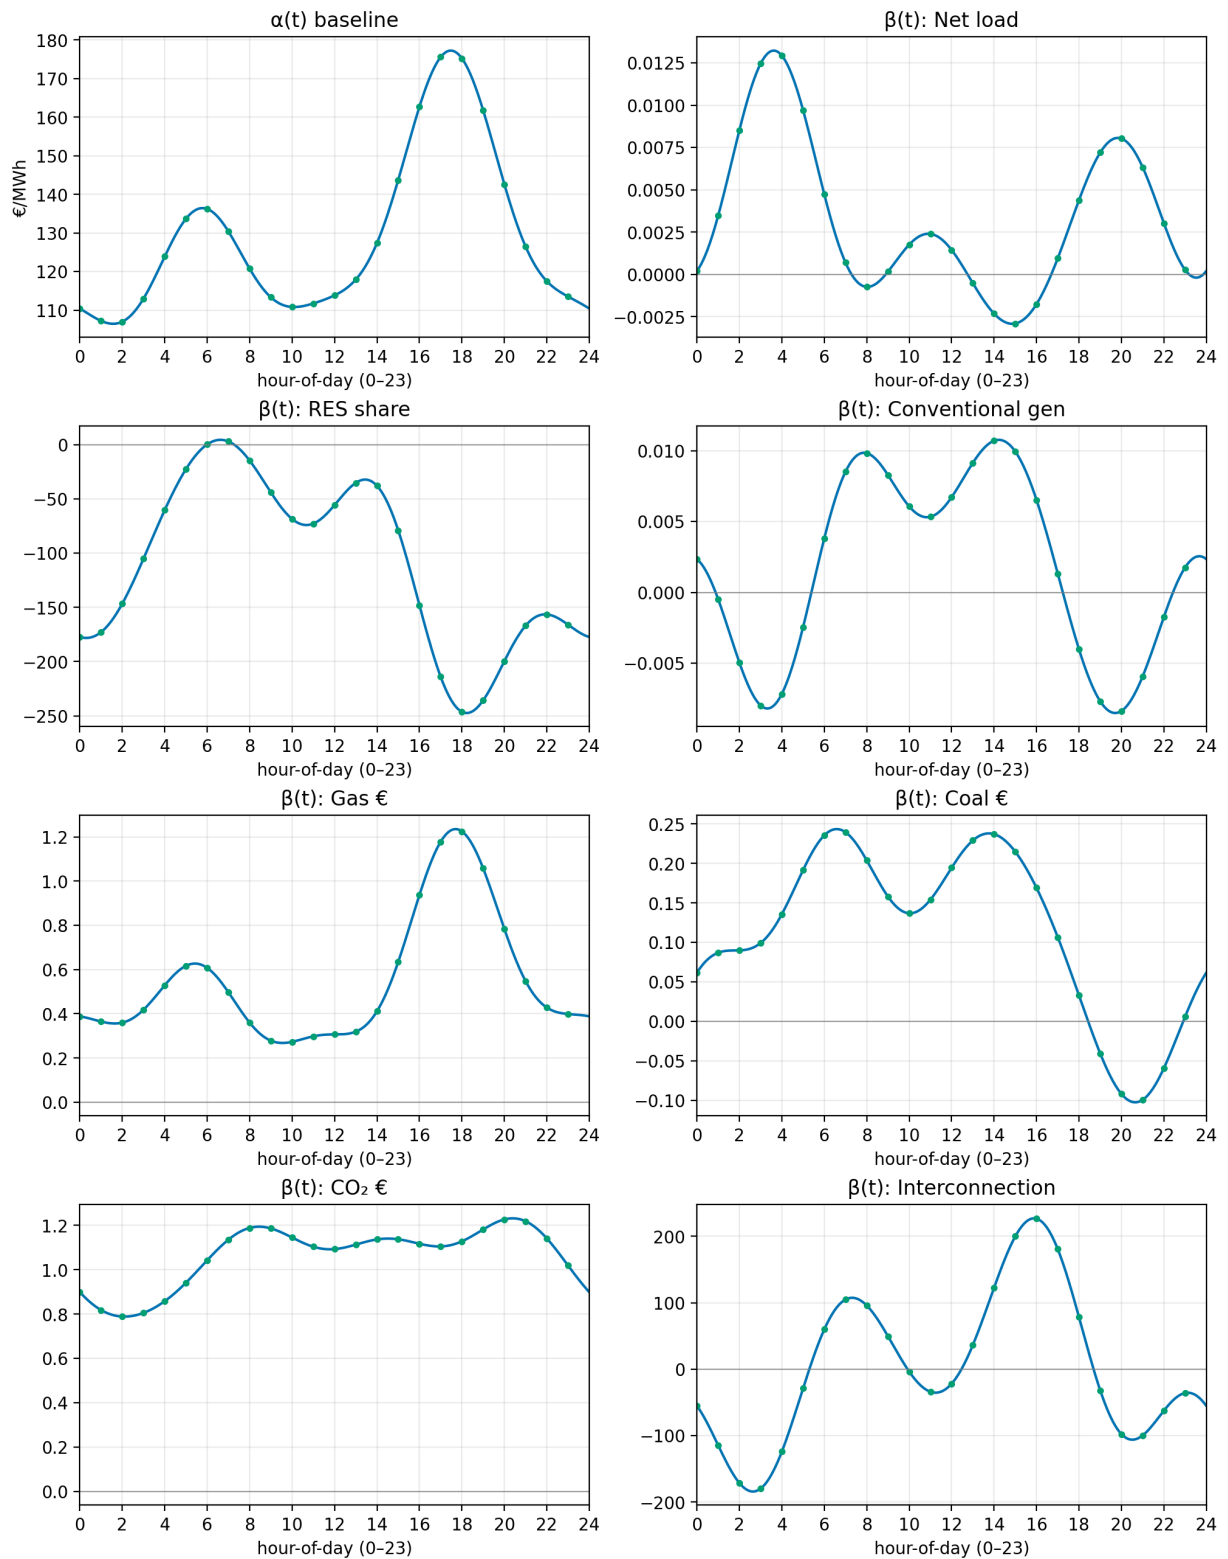 α(t) baseline
180
170
160
150
140
130
120
110
€/MWh
0 2 4 6 8 10 12 14 16 18 20 22 24
hour-of-day (0–23)
β(t): Net load
0.0125
0.0100
0.0075
0.0050
0.0025
0.0000
−0.0025
0 2 4 6 8 10 12 14 16 18 20 22 24
hour-of-day (0–23)
β(t): RES share
0
−50
−100
−150
−200
−250
0 2 4 6 8 10 12 14 16 18 20 22 24
hour-of-day (0–23)
β(t): Conventional gen
0.010
0.005
0.000
−0.005
0 2 4 6 8 10 12 14 16 18 20 22 24
hour-of-day (0–23)
β(t): Gas €
1.2
1.0
0.8
0.6
0.4
0.2
0.0
0 2 4 6 8 10 12 14 16 18 20 22 24
hour-of-day (0–23)
β(t): Coal €
0.25
0.20
0.15
0.10
0.05
0.00
−0.05
−0.10
0 2 4 6 8 10 12 14 16 18 20 22 24
hour-of-day (0–23)
β(t): CO₂ €
1.2
1.0
0.8
0.6
0.4
0.2
0.0
0 2 4 6 8 10 12 14 16 18 20 22 24
hour-of-day (0–23)
β(t): Interconnection
200
100
0
−100
−200
0 2 4 6 8 10 12 14 16 18 20 22 24
hour-of-day (0–23)